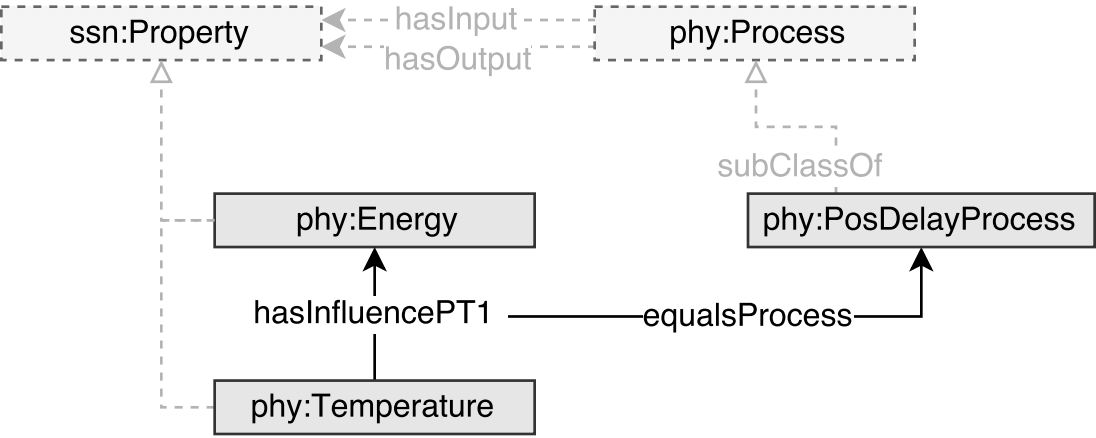 ssn:Property
hasInput
hasOutput
phy:Process
subClassOf
phy:Energy
phy:PosDelayProcess
hasInfluencePT1
equalsProcess
phy:Temperature